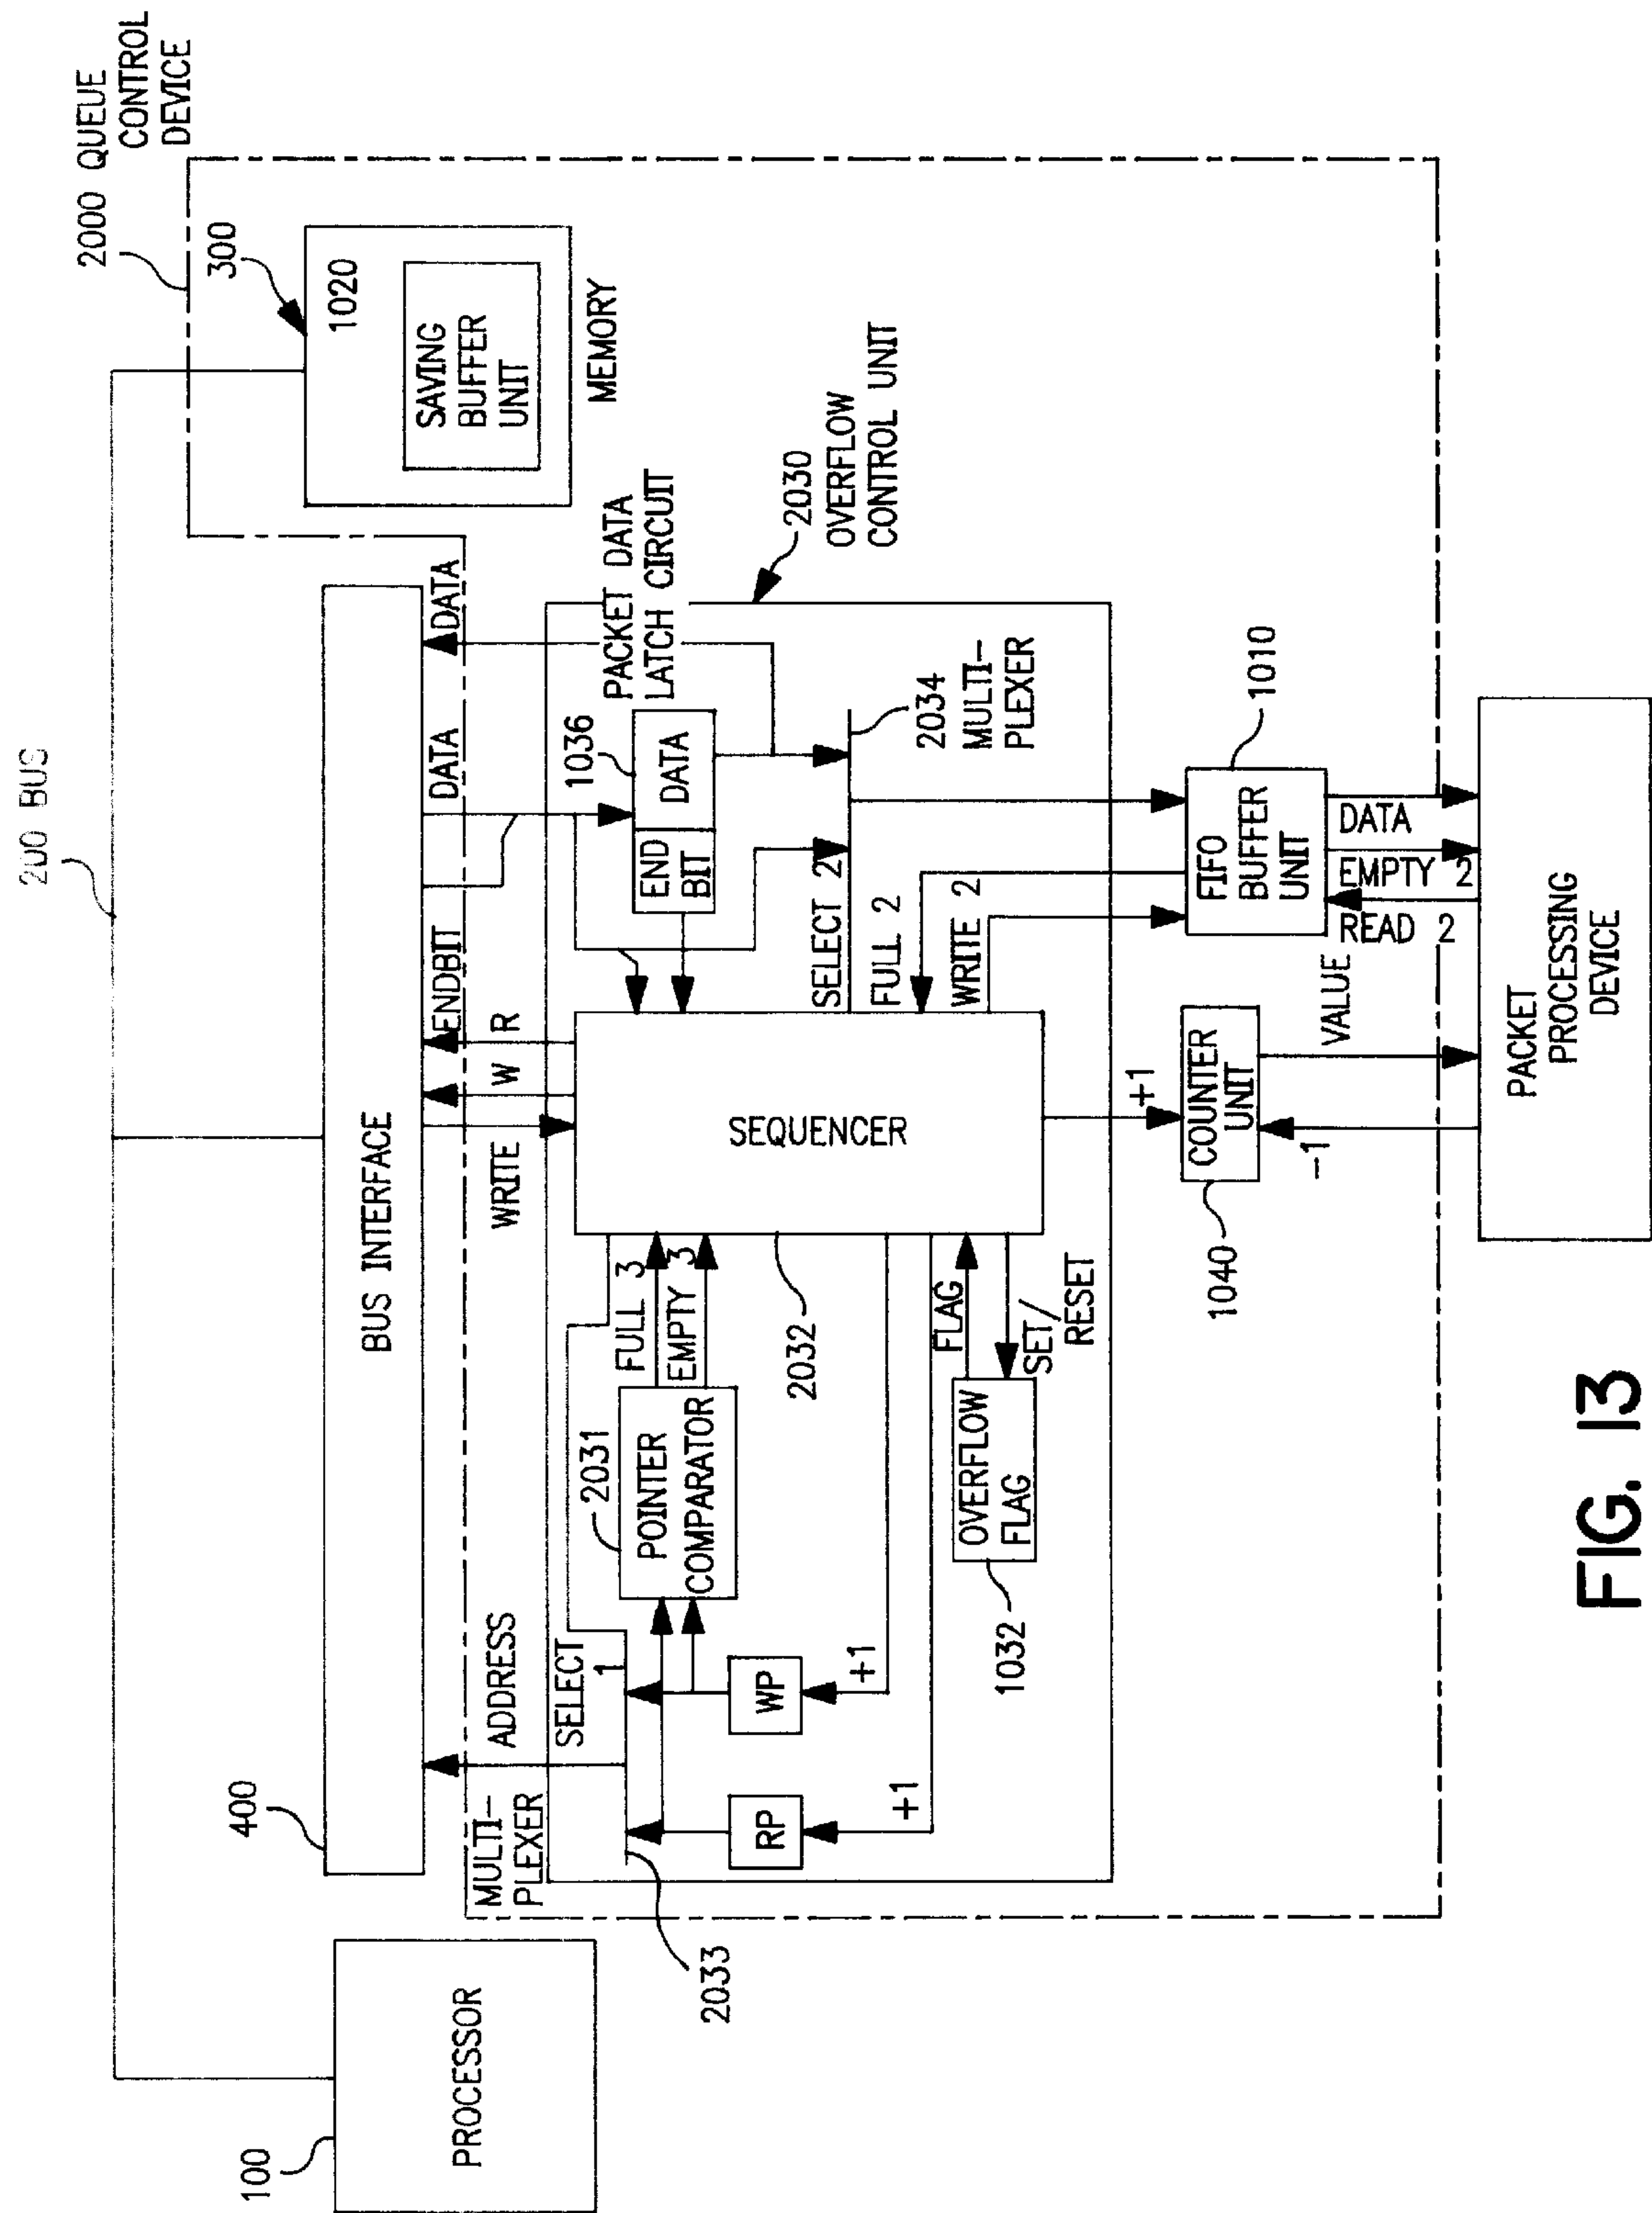 200 BUS
2000 QUEUE
CONTROL
DEVICE
100
PROCESSOR
400
BUS INTERFACE
300
1020
SAVING
BUFFER
UNIT
MEMORY
MULTI-
PLEXER
ADDRESS
WRITE
W
R
ENDBIT
DATA
DATA
SELECT
1
2033
RP
WP
+1
+1
2031
POINTER
COMPARATOR
FULL 3
EMPTY 3
2032
SEQUENCER
1032
OVERFLOW
FLAG
FLAG
SET/
RESET
PACKET DATA
LATCH CIRCUIT
1036
END
BIT
DATA
SELECT 2
FULL 2
WRITE 2
2034
MULTI-
PLEXER
2030
OVERFLOW
CONTROL UNIT
+1
1040
COUNTER
UNIT
-1
VALUE
1010
FIFO
BUFFER
UNIT
DATA
EMPTY 2
READ 2
PACKET
PROCESSING
DEVICE
FIG. 13